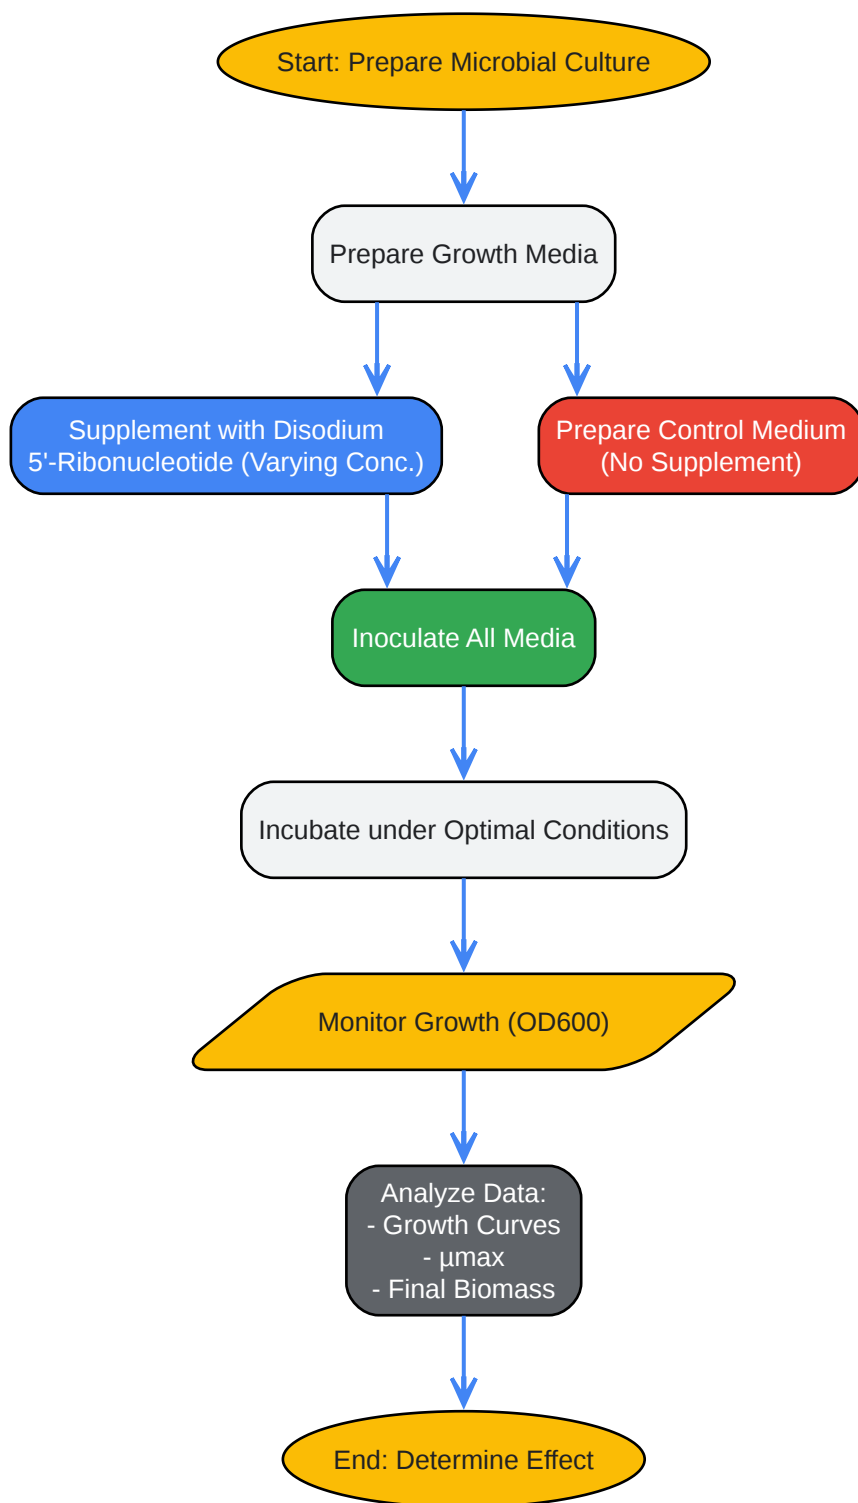 Start: Prepare Microbial Culture
Prepare Growth Media
Supplement with Disodium
5'-Ribonucleotide (Varying Conc.)
Prepare Control Medium
(No Supplement)
Inoculate All Media
Incubate under Optimal Conditions
Monitor Growth (OD600)
Analyze Data:
- Growth Curves
- µmax
- Final Biomass
End: Determine Effect